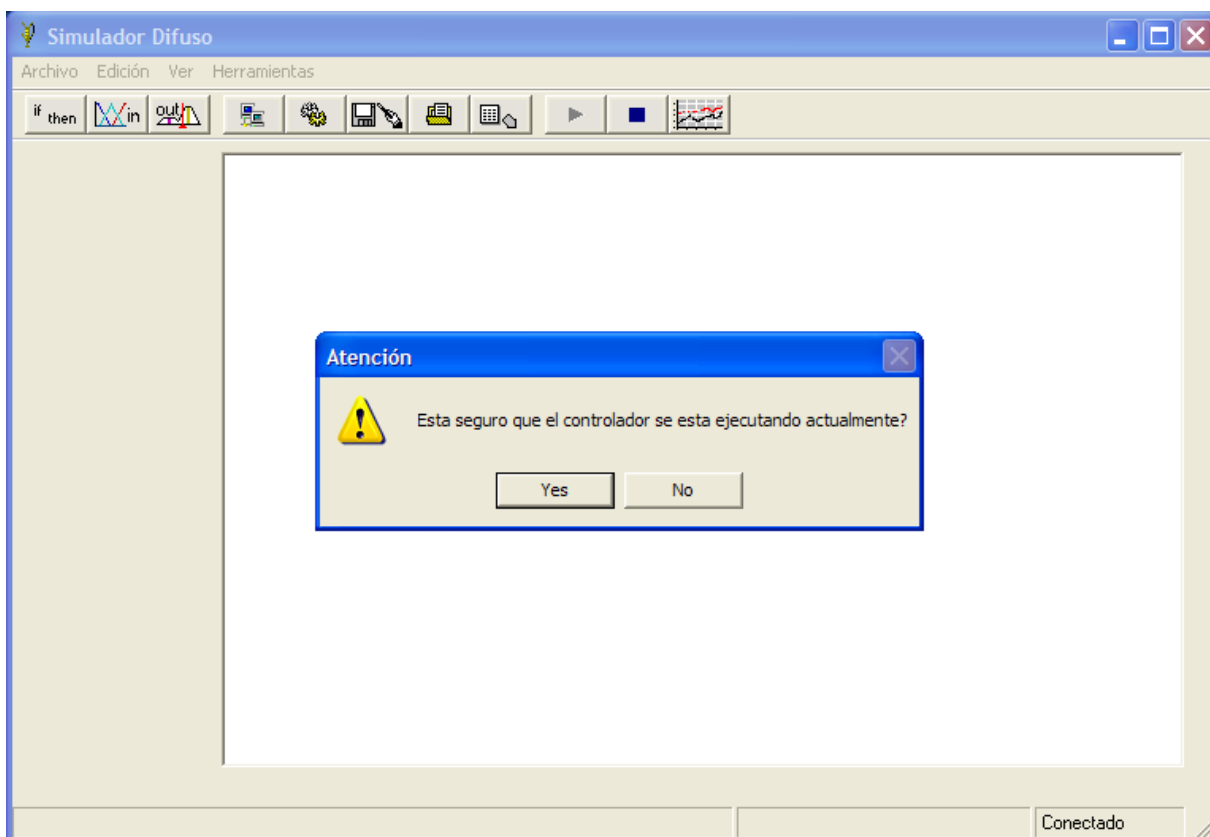 Simulador Difuso
Archivo Edición Ver Herramientas
if then in out
Atención
Esta seguro que el controlador se esta ejecutando actualmente?
Yes No
Conectado